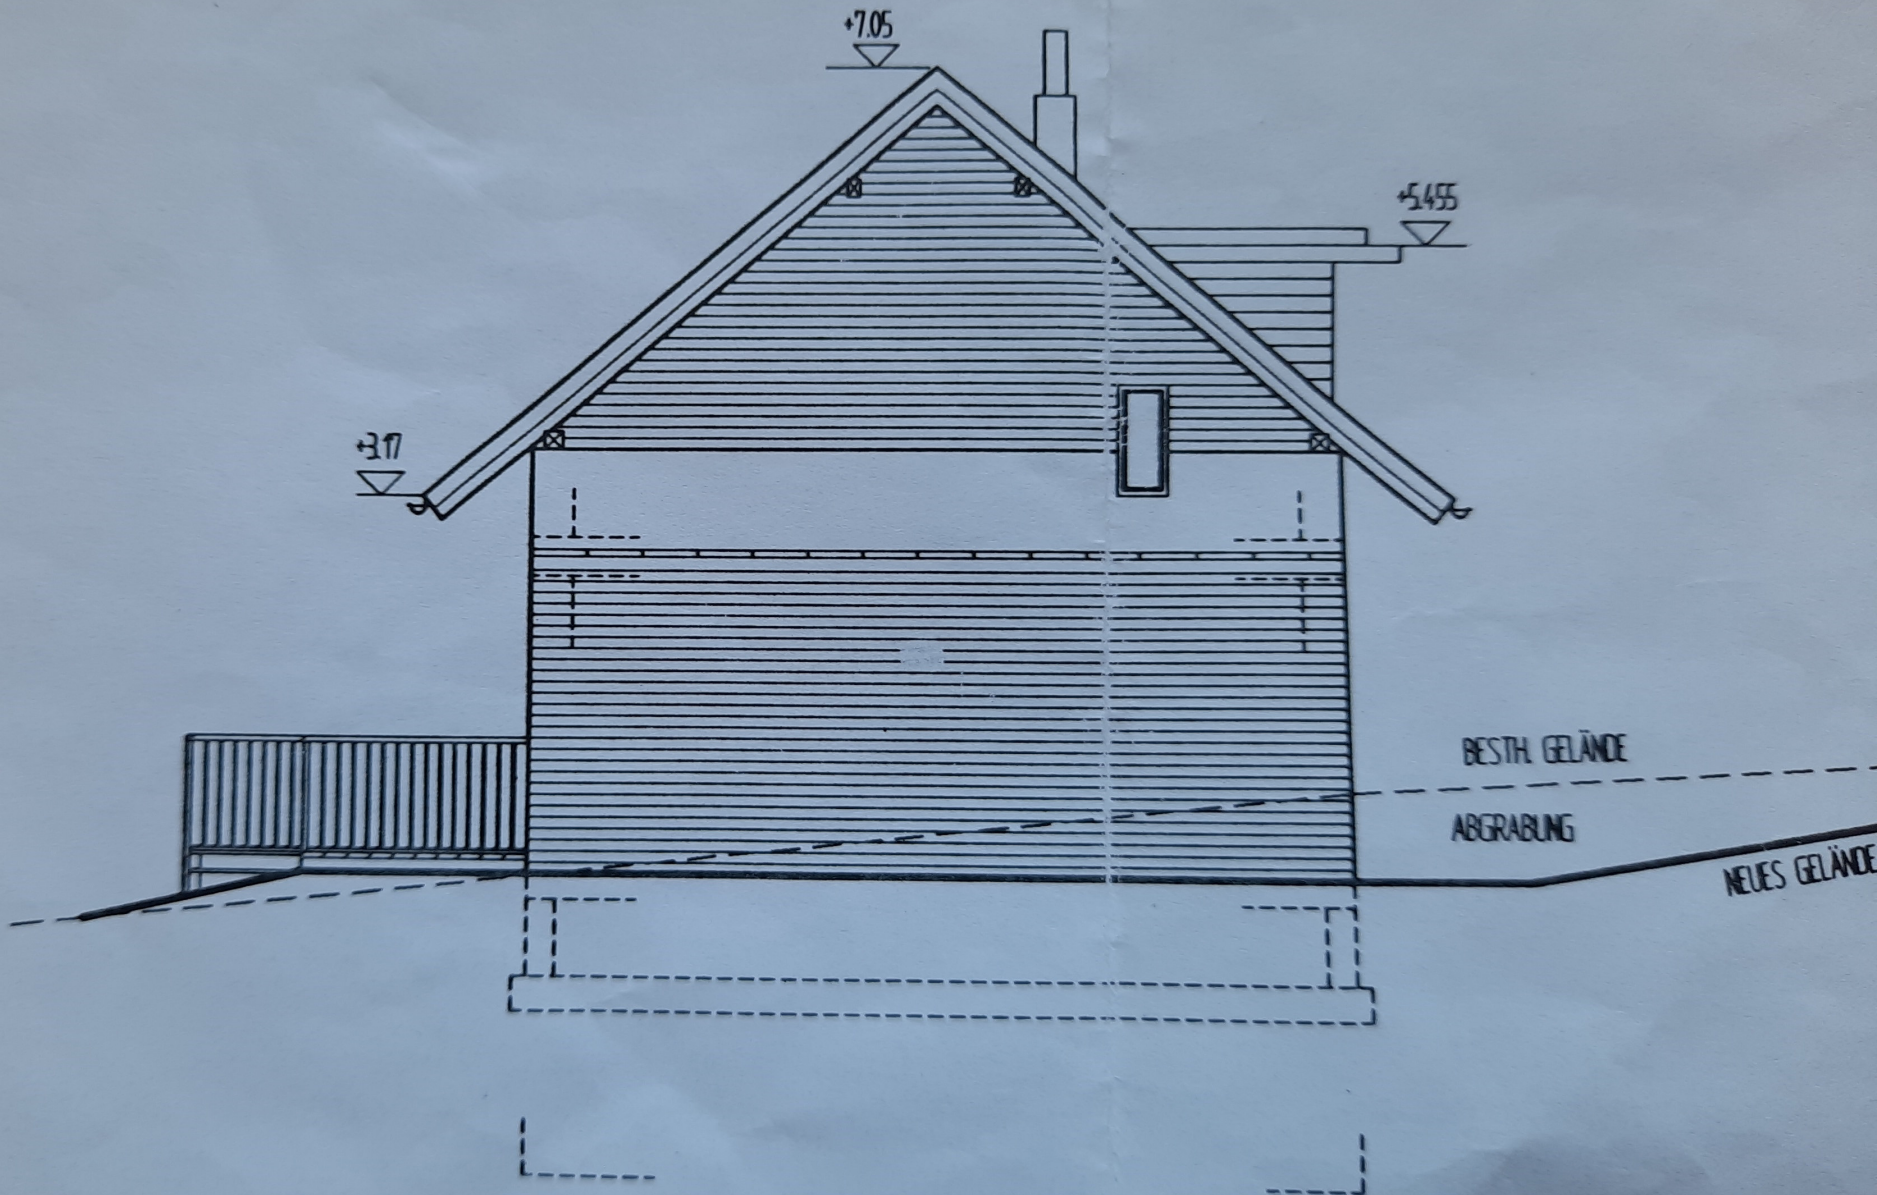 +7.05
+5.455
+3.17
BESTH. GELÄNDE
ABGRABUNG
NEUES GELÄNDE